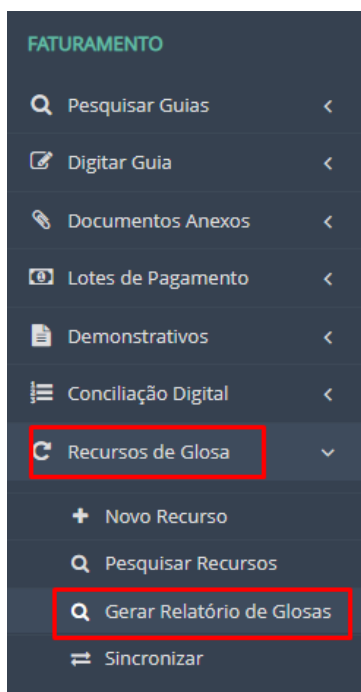 FATURAMENTO
Pesquisar Guias
Digitar Guia
Documentos Anexos
Lotes de Pagamento
Demonstrativos
Conciliação Digital
Recursos de Glosa
Novo Recurso
Pesquisar Recursos
Gerar Relatório de Glosas
Sincronizar